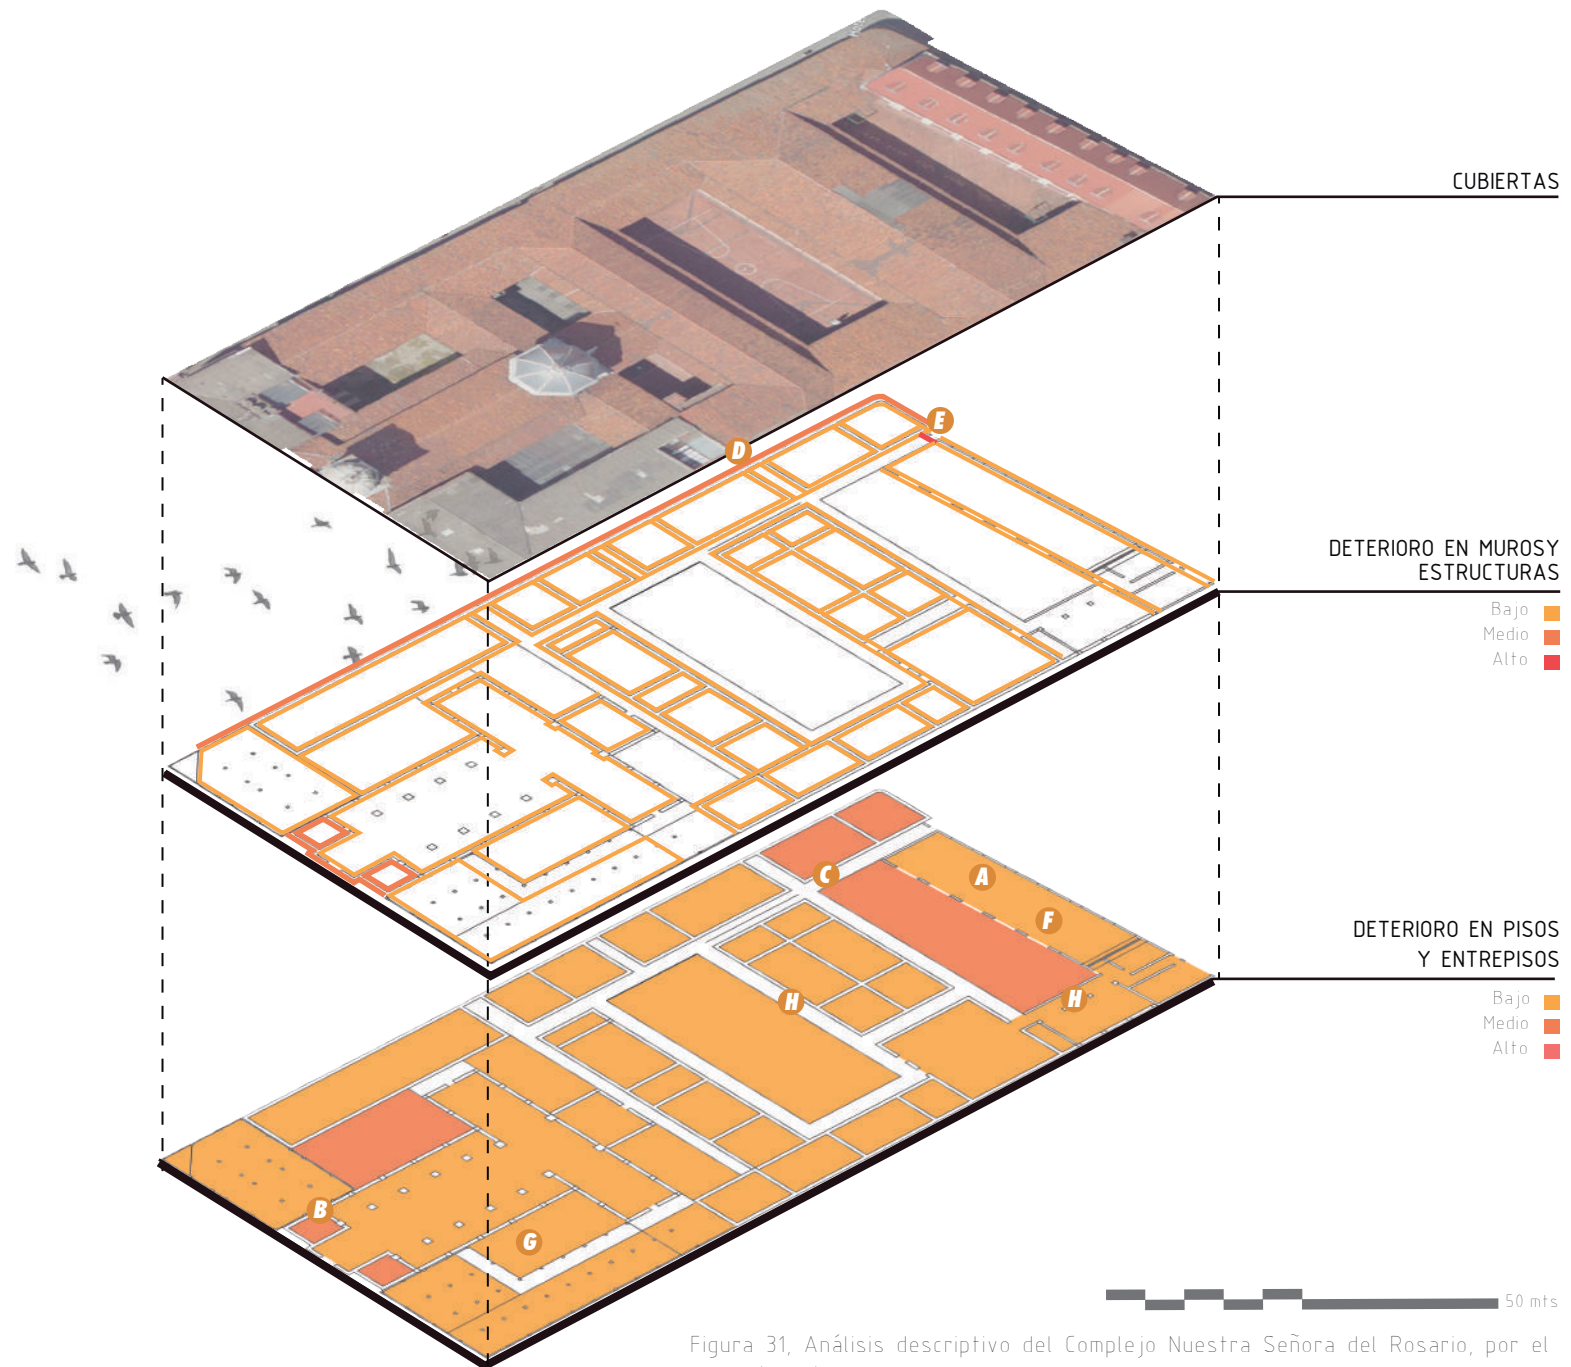 CUBIERTAS
E
D
DETERIORO EN MUROSY
ESTRUCTURAS
Bajo
Medio
Alto
A
C
F
DETERIORO EN PISOS
Y ENTREPISOS
H
H
Bajo
Medio
Alto
B
G
50 mts
Figura 31, Análisis descriptivo del Complejo Nuestra Señora del Rosario, por el